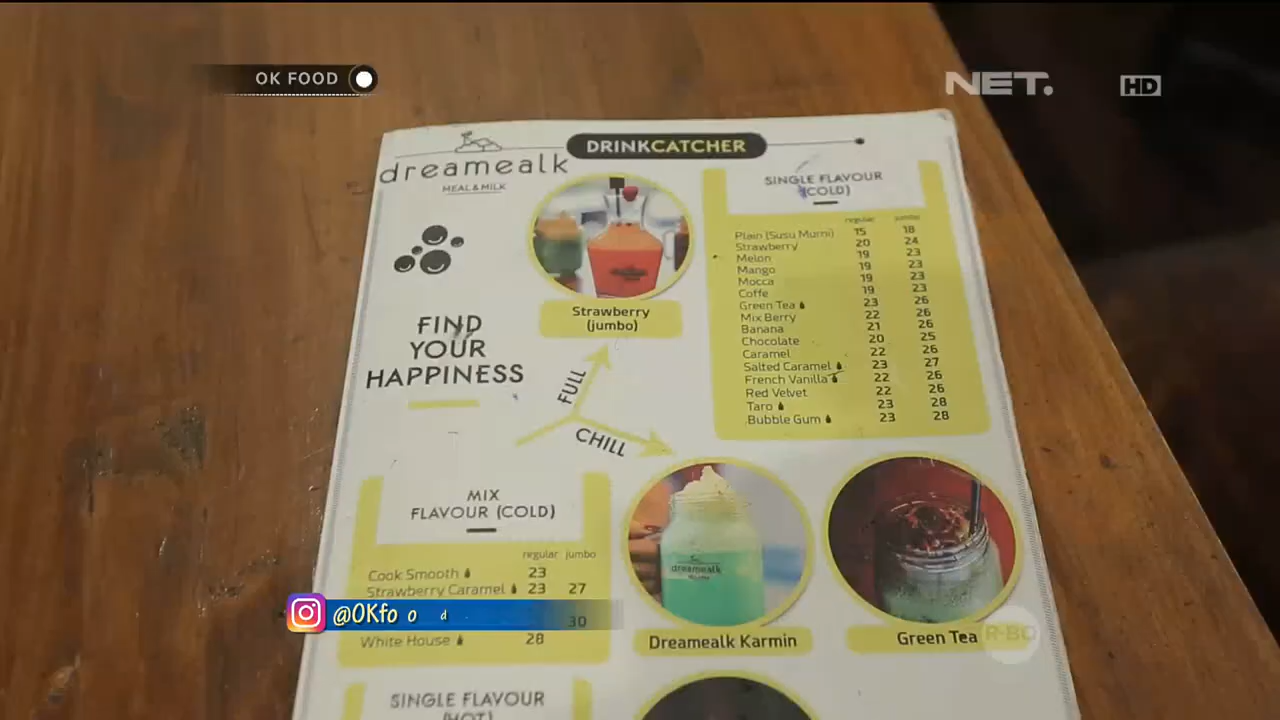 OK FOOD
NET.
HD
dreamealk
MEAL & MILK
DRINKCATCHER
FIND
YOUR
HAPPINESS
Strawberry
(jumbo)
FULL
CHILL
SINGLE FLAVOUR
(COLD)
regular jumbo
Plain (Susu Murni) 15 18
Strawberry 20 24
Melon 19 23
Mango 19 23
Mocca 19 23
Coffe 19 23
Green Tea 23 26
Mix Berry 22 26
Banana 21 26
Chocolate 20 25
Caramel 22 26
Salted Caramel 23 27
French Vanilla 22 26
Red Velvet 22 26
Taro 23 28
Bubble Gum 23 28
MIX
FLAVOUR (COLD)
regular jumbo
Cook Smooth 23
Strawberry Caramel 23 27
30
White House 28
@OKfood
dreamealk
Dreamealk Karmin
Green Tea
R-BO
SINGLE FLAVOUR
(HOT)